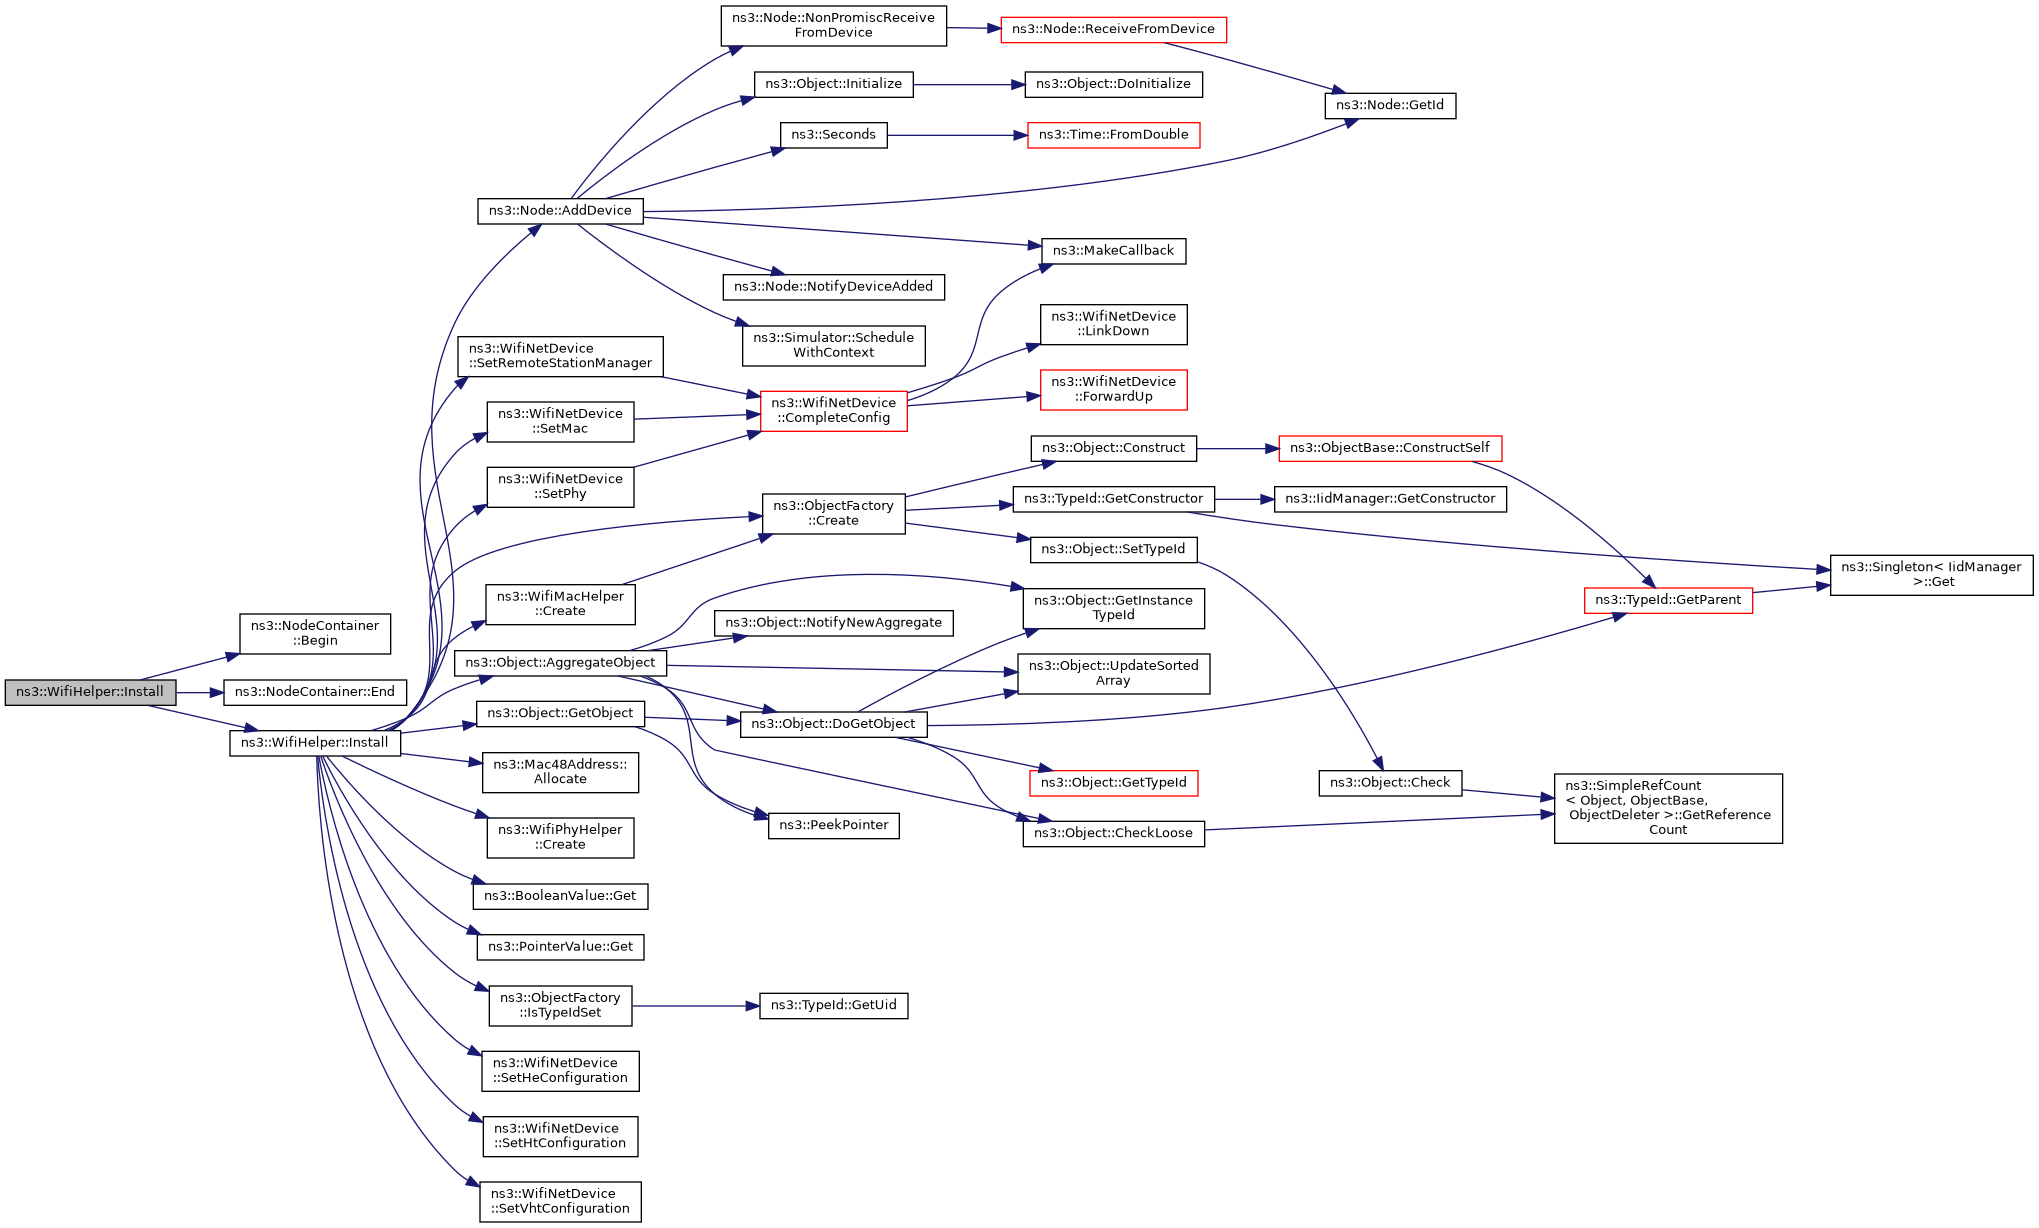 ns3::WifiHelper::Install
ns3::NodeContainer
::Begin
ns3::NodeContainer::End
ns3::WifiHelper::Install
ns3::Node::AddDevice
ns3::WifiNetDevice
::SetRemoteStationManager
ns3::WifiNetDevice
::SetMac
ns3::WifiNetDevice
::SetPhy
ns3::WifiMacHelper
::Create
ns3::Object::AggregateObject
ns3::Object::GetObject
ns3::Mac48Address::
Allocate
ns3::WifiPhyHelper
::Create
ns3::BooleanValue::Get
ns3::PointerValue::Get
ns3::ObjectFactory
::IsTypeIdSet
ns3::WifiNetDevice
::SetHeConfiguration
ns3::WifiNetDevice
::SetHtConfiguration
ns3::WifiNetDevice
::SetVhtConfiguration
ns3::Node::NonPromiscReceive
FromDevice
ns3::Object::Initialize
ns3::Seconds
ns3::Node::NotifyDeviceAdded
ns3::Simulator::Schedule
WithContext
ns3::WifiNetDevice
::CompleteConfig
ns3::ObjectFactory
::Create
ns3::Object::NotifyNewAggregate
ns3::Object::DoGetObject
ns3::PeekPointer
ns3::TypeId::GetUid
ns3::Node::ReceiveFromDevice
ns3::Object::DoInitialize
ns3::Time::FromDouble
ns3::MakeCallback
ns3::WifiNetDevice
::LinkDown
ns3::WifiNetDevice
::ForwardUp
ns3::Object::Construct
ns3::TypeId::GetConstructor
ns3::Object::SetTypeId
ns3::Object::GetInstance
TypeId
ns3::Object::UpdateSorted
Array
ns3::Object::GetTypeId
ns3::Object::CheckLoose
ns3::Node::GetId
ns3::ObjectBase::ConstructSelf
ns3::IidManager::GetConstructor
ns3::Object::Check
ns3::TypeId::GetParent
ns3::SimpleRefCount
< Object, ObjectBase,
ObjectDeleter >::GetReference
Count
ns3::Singleton< IidManager
>::Get